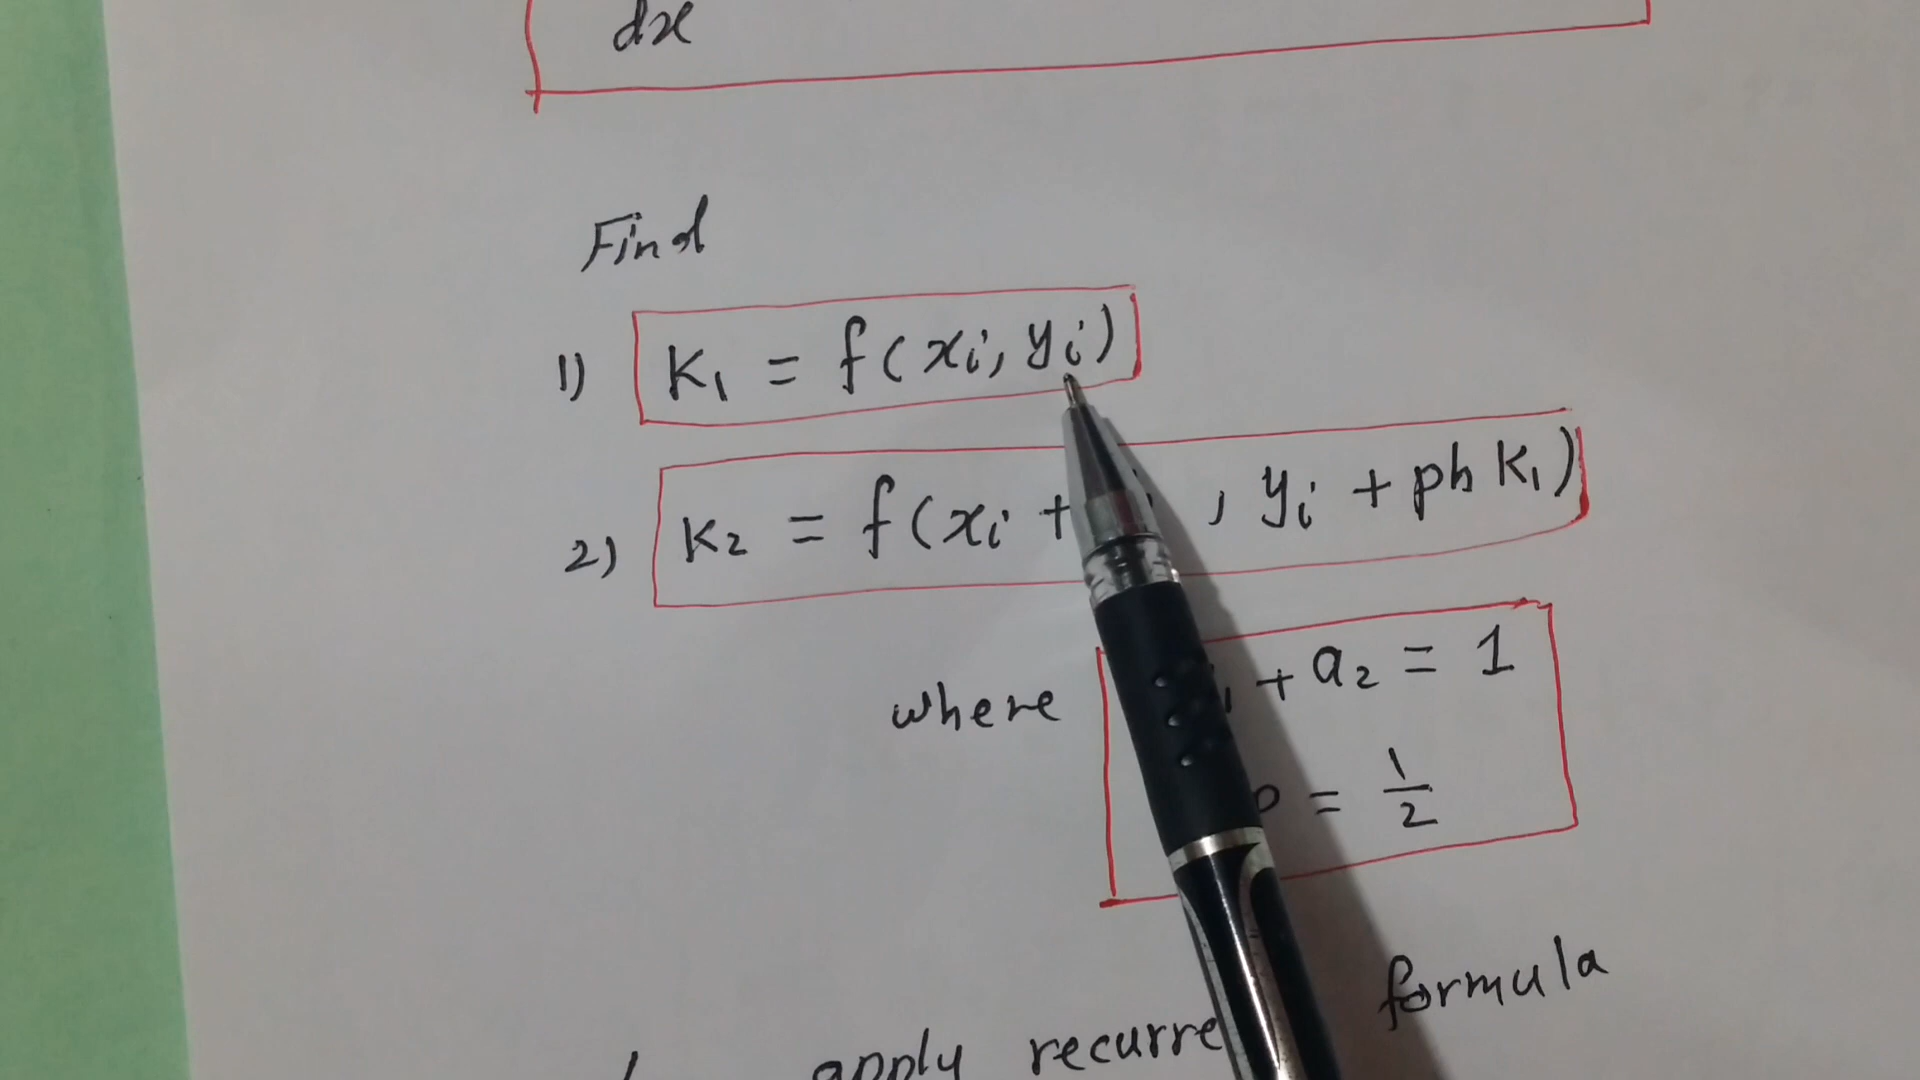 dx
Find
1) K₁ = f(xi, yi)
2) K₂ = f(xi + , yi + ph K₁)
where + a₂ = 1
= 1/2
apply formula